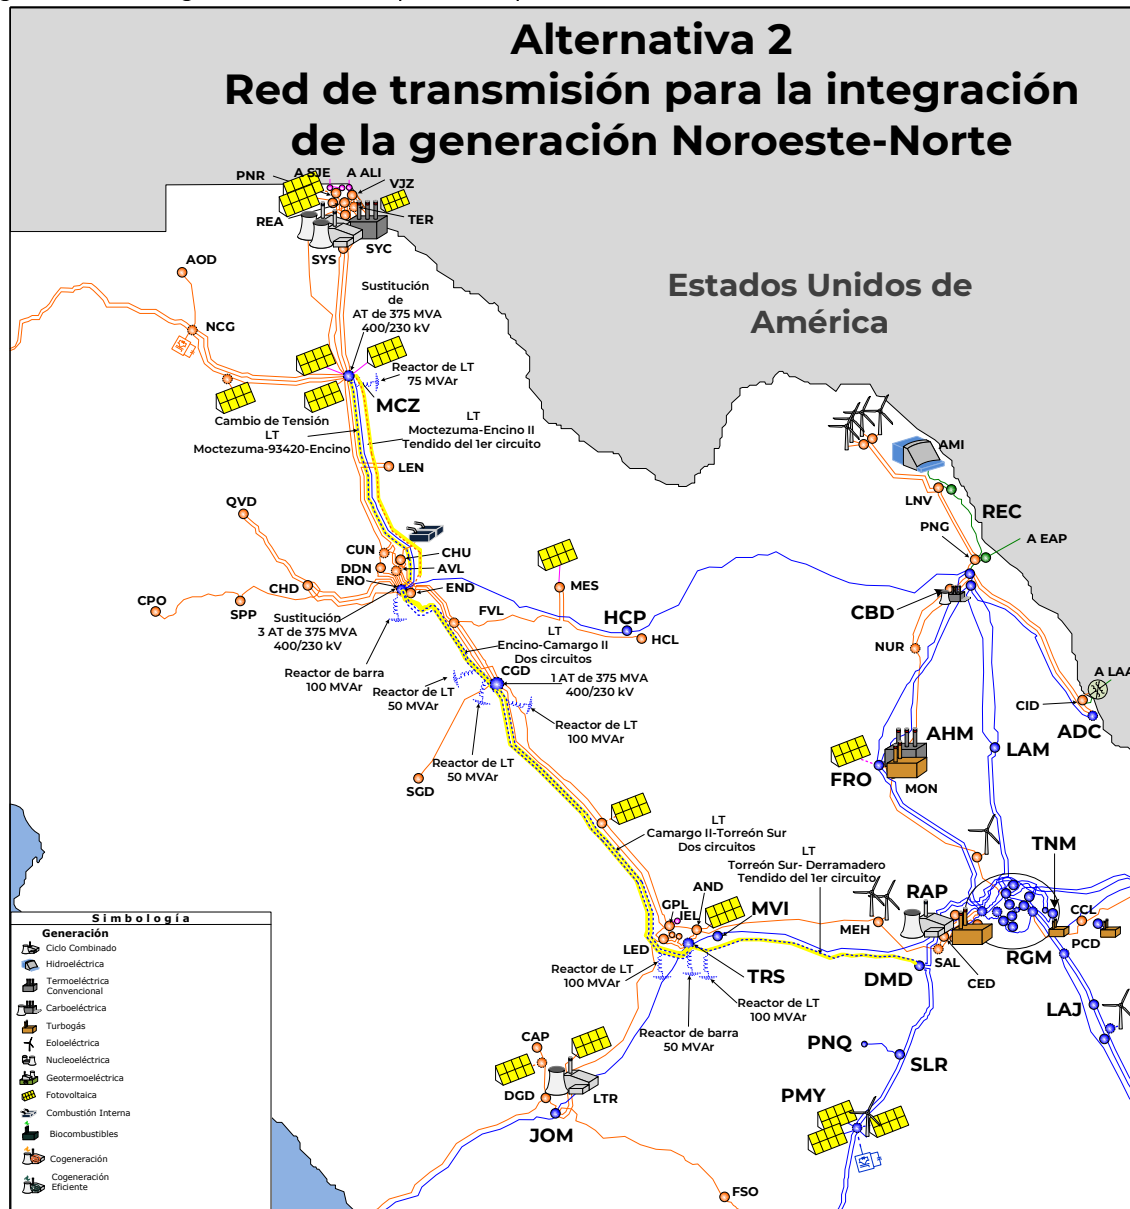 Alternativa 2
Red de transmisión para la integración
de la generación Noroeste-Norte
PNR
A SJE
A ALI
VJZ
REA
TER
SYS
SYC
AOD
Estados Unidos de
América
Sustitución
de
AT de 375 MVA
400/230 kV
NCG
Reactor de LT
75 MVAr
MCZ
Cambio de Tensión
LT
Moctezuma-93420-Encino
LT
Moctezuma-Encino II
Tendido del 1er circuito
LEN
AMI
LNV
QVD
REC
PNG
A EAP
CUN
CHU
DDN
AVL
ENO
END
CHD
MES
CPO
SPP
FVL
HCP
HCL
CBD
Sustitución
3 AT de 375 MVA
400/230 kV
LT
Encino-Camargo II
Dos circuitos
NUR
Reactor de barra
100 MVAr
CGD
1 AT de 375 MVA
400/230 kV
Reactor de LT
50 MVAr
A LAA
CID
ADC
Reactor de LT
100 MVAr
AHM
LAM
Reactor de LT
50 MVAr
FRO
MON
SGD
LT
Camargo II-Torreón Sur
Dos circuitos
LT
Torreón Sur- Derramadero
Tendido del 1er circuito
TNM
AND
GPL
IEL
MVI
RAP
CCL
MEH
PCD
LED
SAL
RGM
CED
Reactor de LT
100 MVAr
TRS
DMD
Reactor de LT
100 MVAr
LAJ
Reactor de barra
50 MVAr
CAP
PNQ
SLR
DGD
LTR
PMY
JOM
FSO
Simbología
Generación
Ciclo Combinado
Hidroeléctrica
Termoeléctrica
Convencional
Carboeléctrica
Turbogás
Eoloeléctrica
Nucleoeléctrica
Geotermoeléctrica
Fotovoltaica
Combustión Interna
Biocombustibles
Cogeneración
Cogeneración
Eficiente